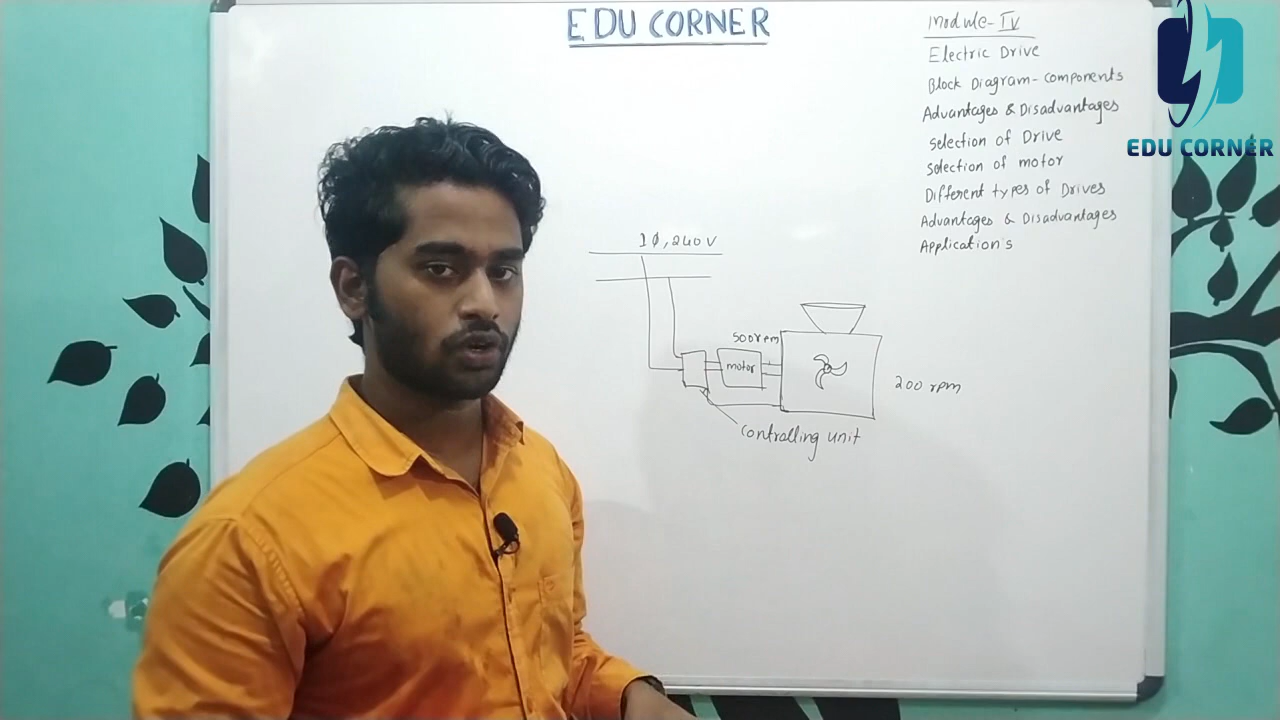 EDU CORNER
Module-IV
Electric Drive
Block Diagram-Components
Advantages & Disadvantages
Selection of Drive
Selection of motor
Different types of Drives
Advantages & Disadvantages
Applications
EDU CORNER
1ϕ, 240V
500rpm
motor
200 rpm
Controlling unit